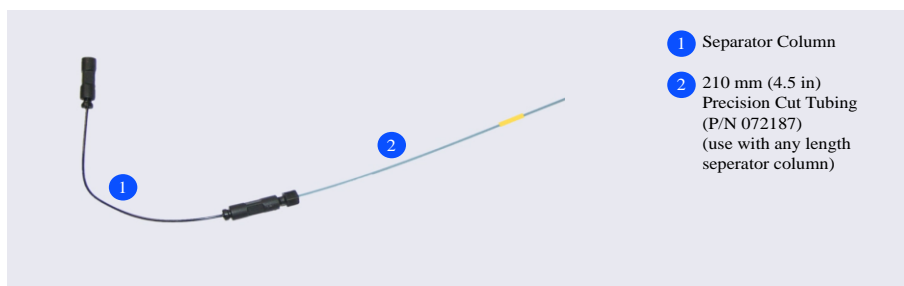 1 Separator Column
2 210 mm (4.5 in)
Precision Cut Tubing
(P/N 072187)
(use with any length
seperator column)
2
1